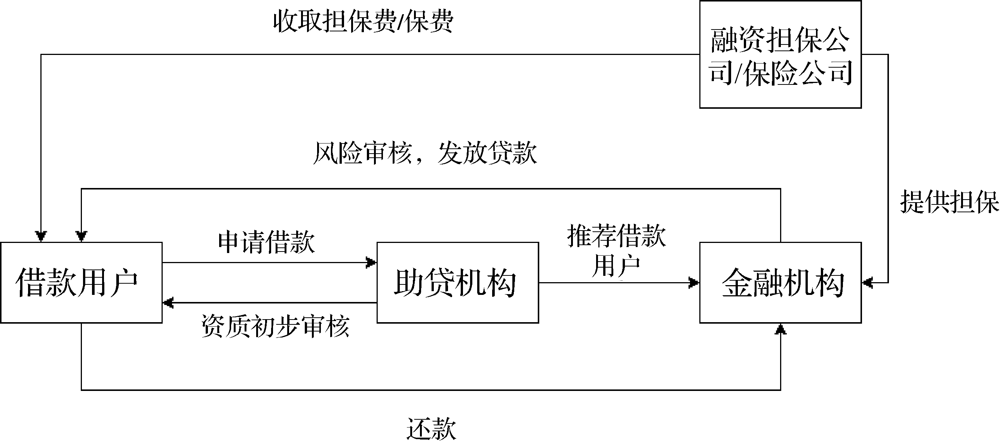 收取担保费/保费
融资担保公
司/保险公司
风险审核，发放贷款
提供担保
申请借款
推荐借款
用户
借款用户
助贷机构
金融机构
资质初步审核
还款